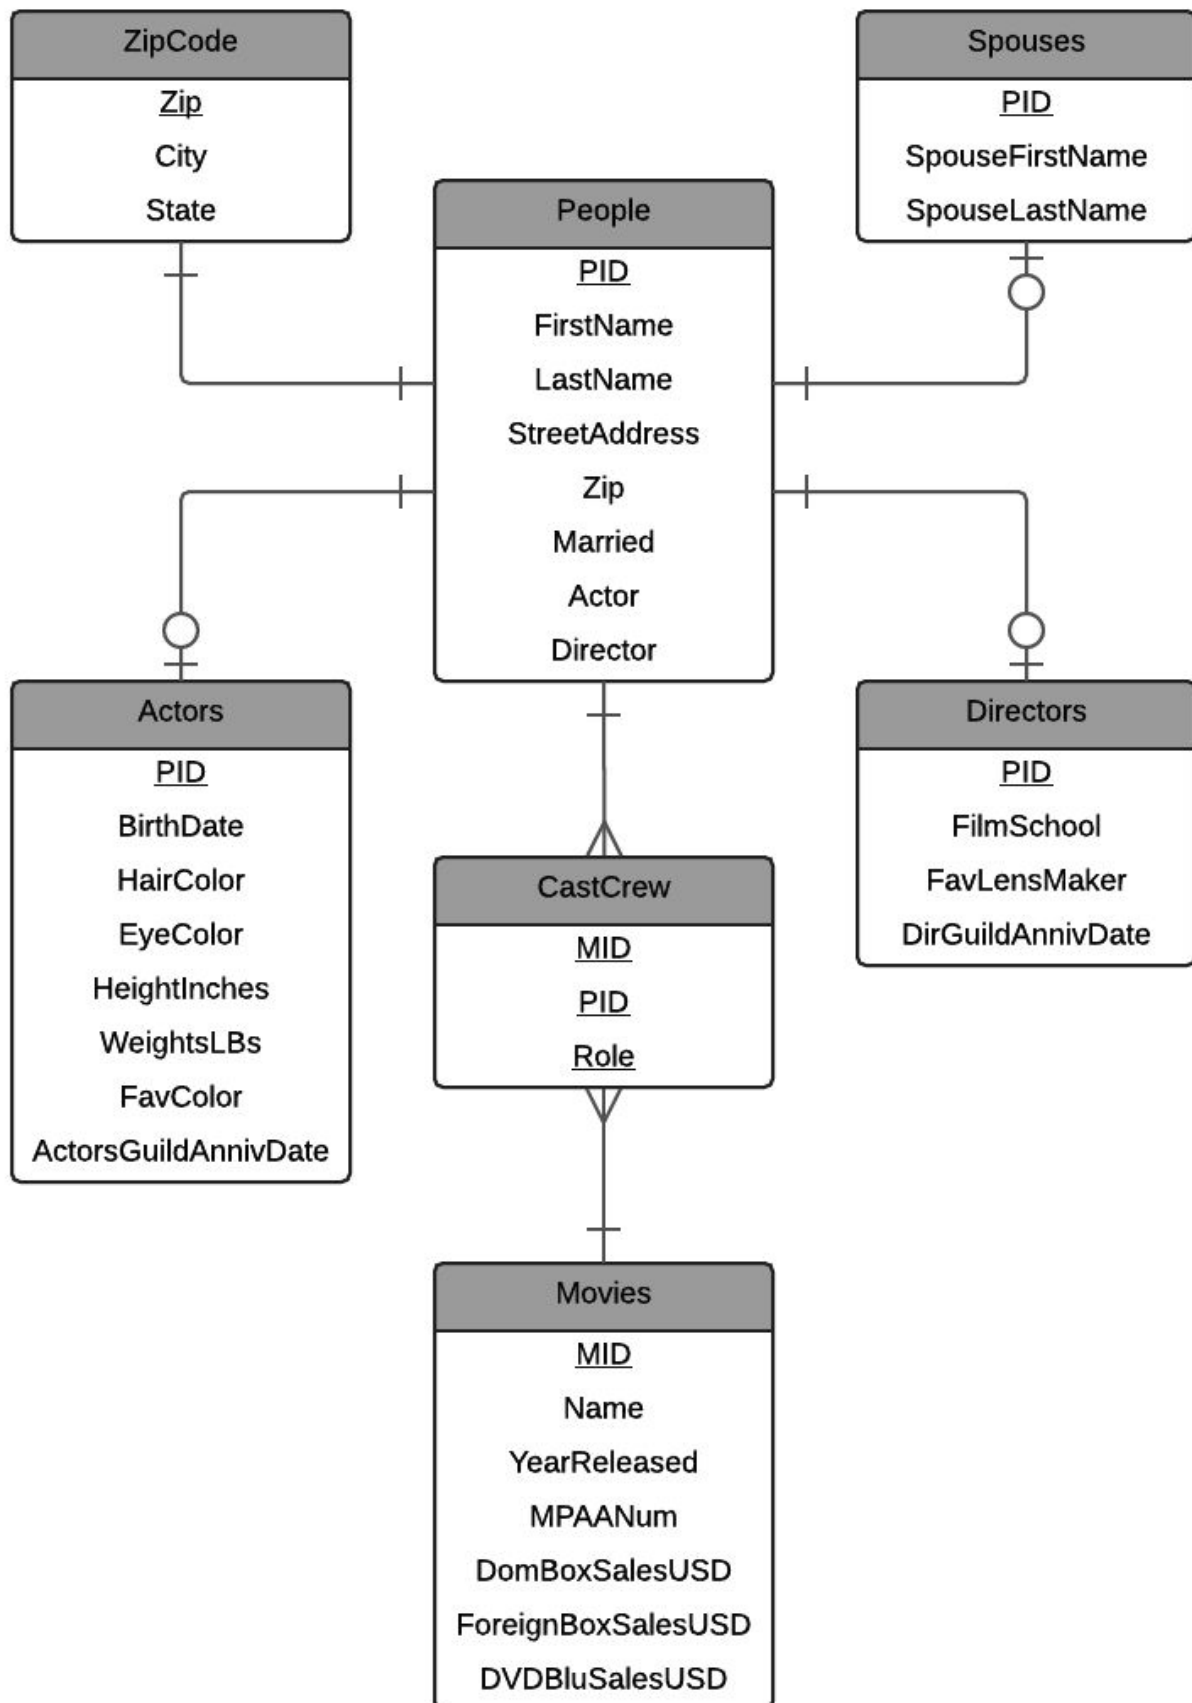 ZipCode
Zip
City
State
Spouses
PID
SpouseFirstName
SpouseLastName
People
PID
FirstName
LastName
StreetAddress
Zip
Married
Actor
Director
Actors
PID
BirthDate
HairColor
EyeColor
HeightInches
WeightsLBs
FavColor
ActorsGuildAnnivDate
Directors
PID
FilmSchool
FavLensMaker
DirGuildAnnivDate
CastCrew
MID
PID
Role
Movies
MID
Name
YearReleased
MPAANum
DomBoxSalesUSD
ForeignBoxSalesUSD
DVDBluSalesUSD